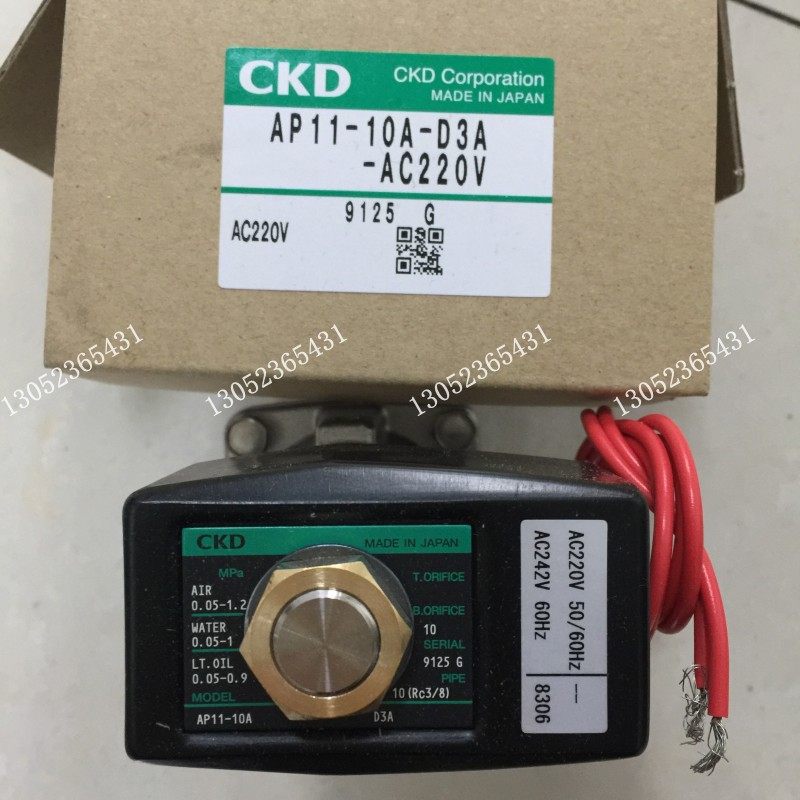 CKD
CKD Corporation
MADE IN JAPAN
AP11-10A-D3A
-AC220V
9125 G
AC220V
13052365431
13052365431
13052365431
13052365431
CKD
MADE IN JAPAN
MPa
T.ORIFICE
AIR
0.05-1.2
B.ORIFICE
WATER
10
0.05-1
SERIAL
LT.OIL
9125 G
0.05-0.9
PIPE
MODEL
10(Rc3/8)
AP11-10A
D3A
AC220V 50/60Hz —
AC242V 60Hz
8306